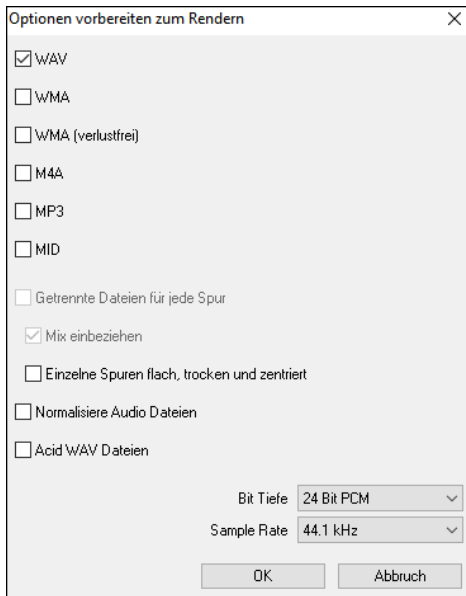 Optionen vorbereiten zum Rendern
WAV
WMA
WMA (verlustfrei)
M4A
MP3
MID
Getrennte Dateien für jede Spur
Mix einbeziehen
Einzelne Spuren flach, trocken und zentriert
Normalisiere Audio Dateien
Acid WAV Dateien
Bit Tiefe 24 Bit PCM
Sample Rate 44.1 kHz
OK Abbruch